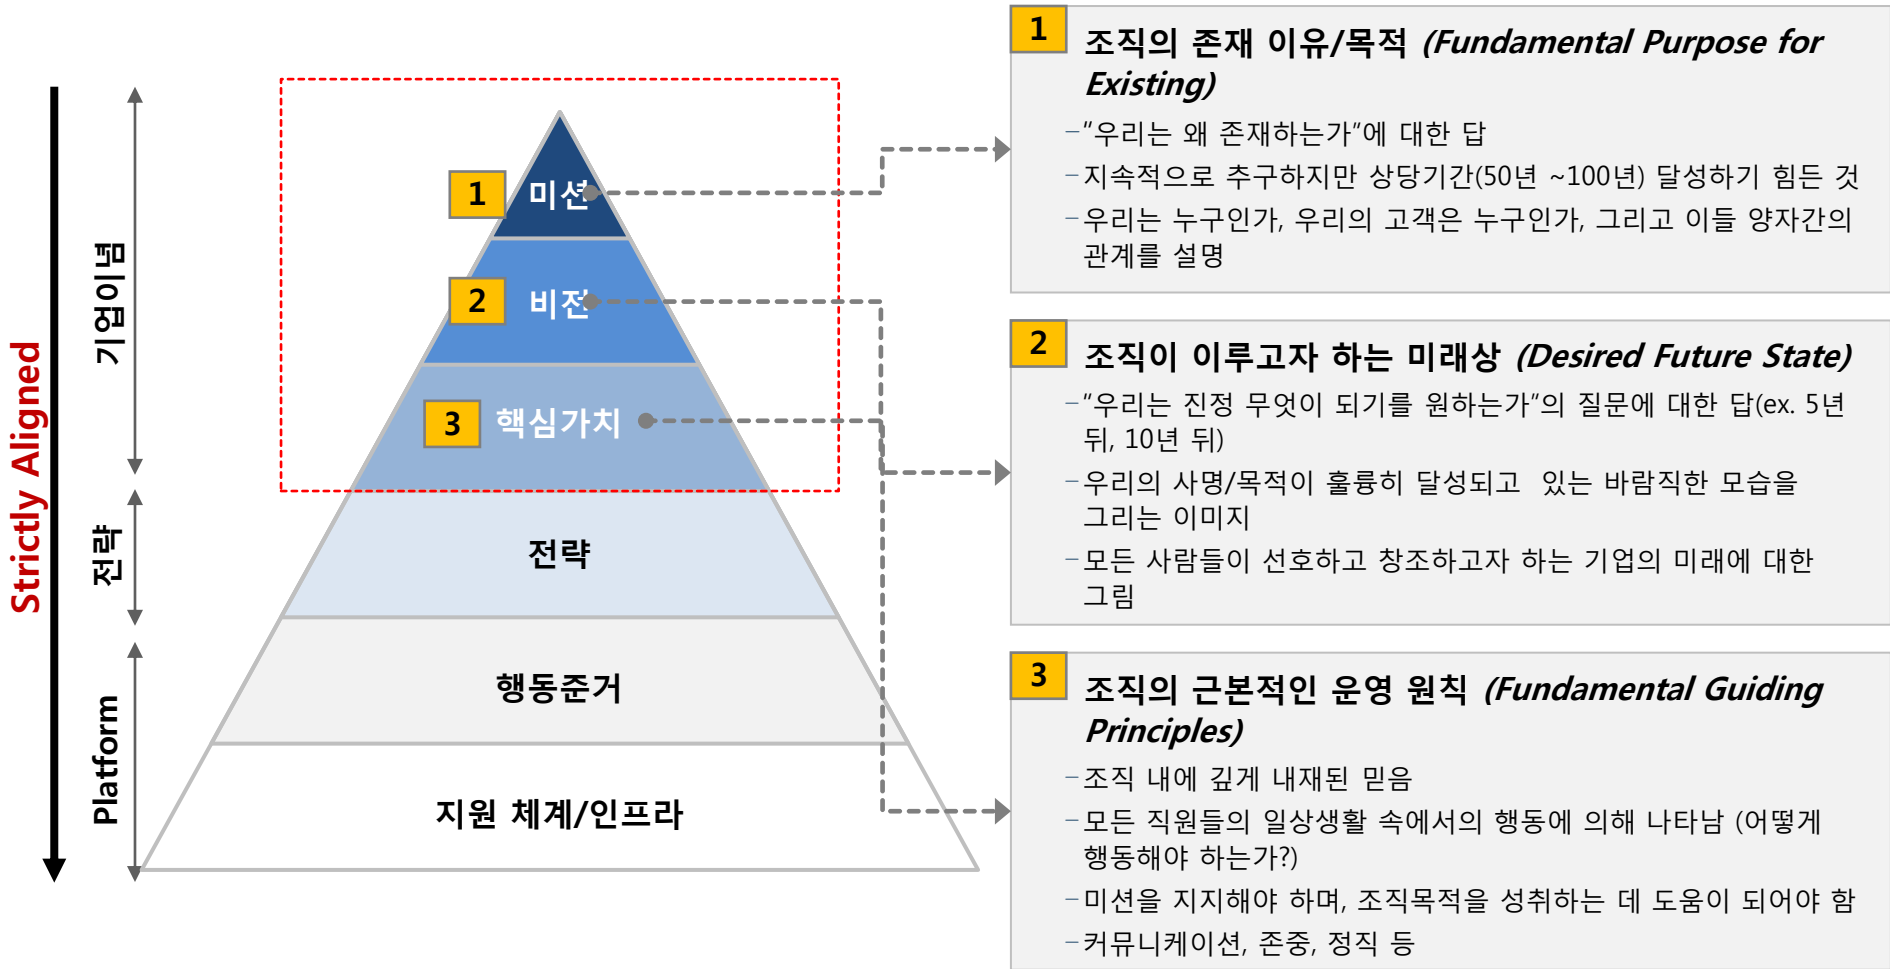 Strictly Aligned
기업이념
전략
Platform
1 미션
2 비전
3 핵심가치
전략
행동준거
지원 체계/인프라
1 조직의 존재 이유/목적 (Fundamental Purpose for
Existing)
–"우리는 왜 존재하는가"에 대한 답
–지속적으로 추구하지만 상당기간(50년 ~100년) 달성하기 힘든 것
–우리는 누구인가, 우리의 고객은 누구인가, 그리고 이들 양자간의
관계를 설명
2 조직이 이루고자 하는 미래상 (Desired Future State)
–"우리는 진정 무엇이 되기를 원하는가"의 질문에 대한 답(ex. 5년
뒤, 10년 뒤)
–우리의 사명/목적이 훌륭히 달성되고 있는 바람직한 모습을
그리는 이미지
–모든 사람들이 선호하고 창조하고자 하는 기업의 미래에 대한
그림
3 조직의 근본적인 운영 원칙 (Fundamental Guiding
Principles)
–조직 내에 깊게 내재된 믿음
–모든 직원들의 일상생활 속에서의 행동에 의해 나타남 (어떻게
행동해야 하는가?)
–미션을 지지해야 하며, 조직목적을 성취하는 데 도움이 되어야 함
–커뮤니케이션, 존중, 정직 등